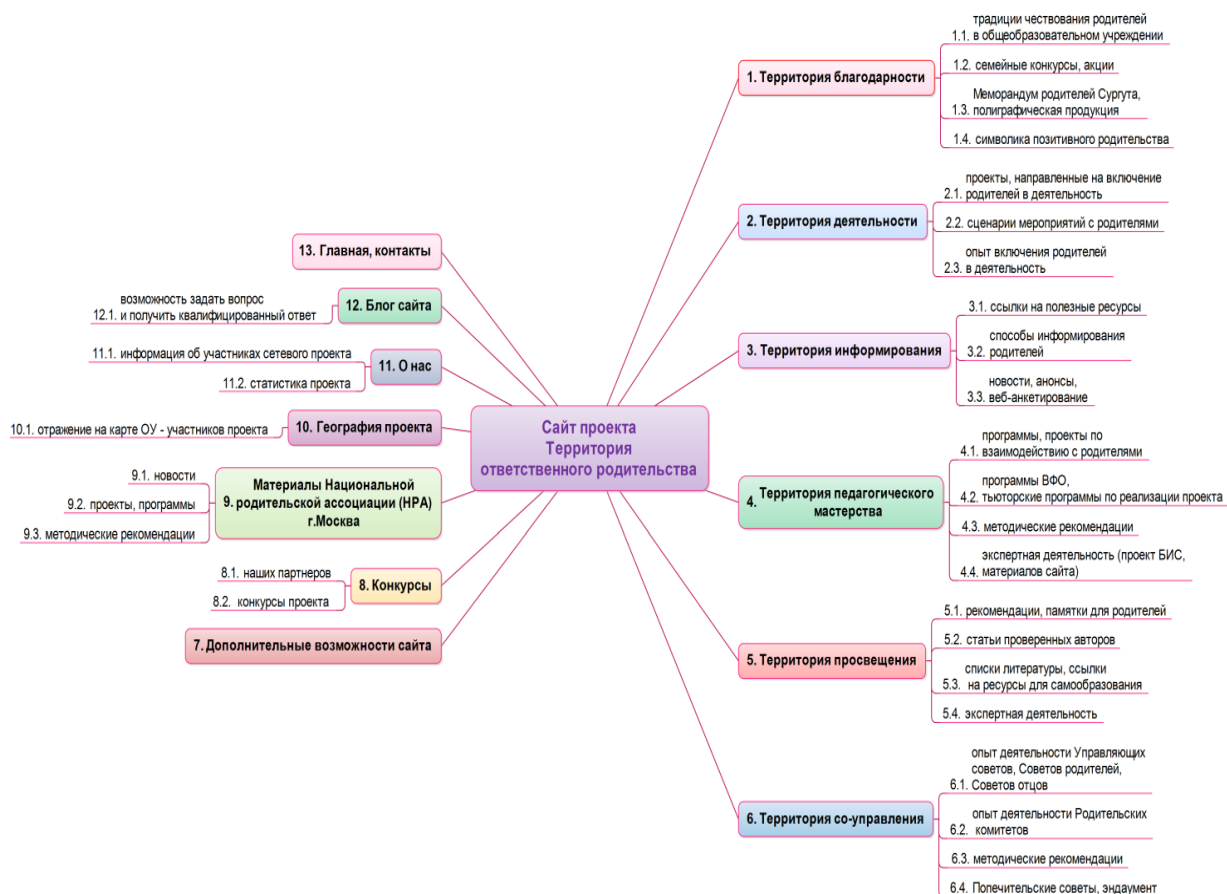 Сайт проекта
Территория
ответственного родительства
1. Территория благодарности
традиции чествования родителей
1.1. в общеобразовательном учреждении
1.2. семейные конкурсы, акции
Меморандум родителей Сургута,
1.3. полиграфическая продукция
1.4. символика позитивного родительства
2. Территория деятельности
проекты, направленные на включение
2.1. родителей в деятельность
2.2. сценарии мероприятий с родителями
опыт включения родителей
2.3. в деятельность
3. Территория информирования
3.1. ссылки на полезные ресурсы
способы информирования
3.2. родителей
новости, анонсы,
3.3. веб-анкетирование
Территория педагогического
4. мастерства
программы, проекты по
4.1. взаимодействию с родителями
программы ВФО,
4.2. тьюторские программы по реализации проекта
4.3. методические рекомендации
экспертная деятельность (проект БИС,
4.4. материалов сайта)
5. Территория просвещения
5.1. рекомендации, памятки для родителей
5.2. статьи проверенных авторов
списки литературы, ссылки
5.3. на ресурсы для самообразования
5.4. экспертная деятельность
6. Территория со-управления
опыт деятельности Управляющих
советов, Советов родителей,
6.1. Советов отцов
опыт деятельности Родительских
6.2. комитетов
6.3. методические рекомендации
6.4. Попечительские советы, эндаумент
7. Дополнительные возможности сайта
8. Конкурсы
8.1. наших партнеров
8.2. конкурсы проекта
Материалы Национальной
9. родительской ассоциации (НРА)
г.Москва
9.1. новости
9.2. проекты, программы
9.3. методические рекомендации
10. География проекта
10.1. отражение на карте ОУ - участников проекта
11. О нас
11.1. информация об участниках сетевого проекта
11.2. статистика проекта
12. Блог сайта
возможность задать вопрос
12.1. и получить квалифицированный ответ
13. Главная, контакты